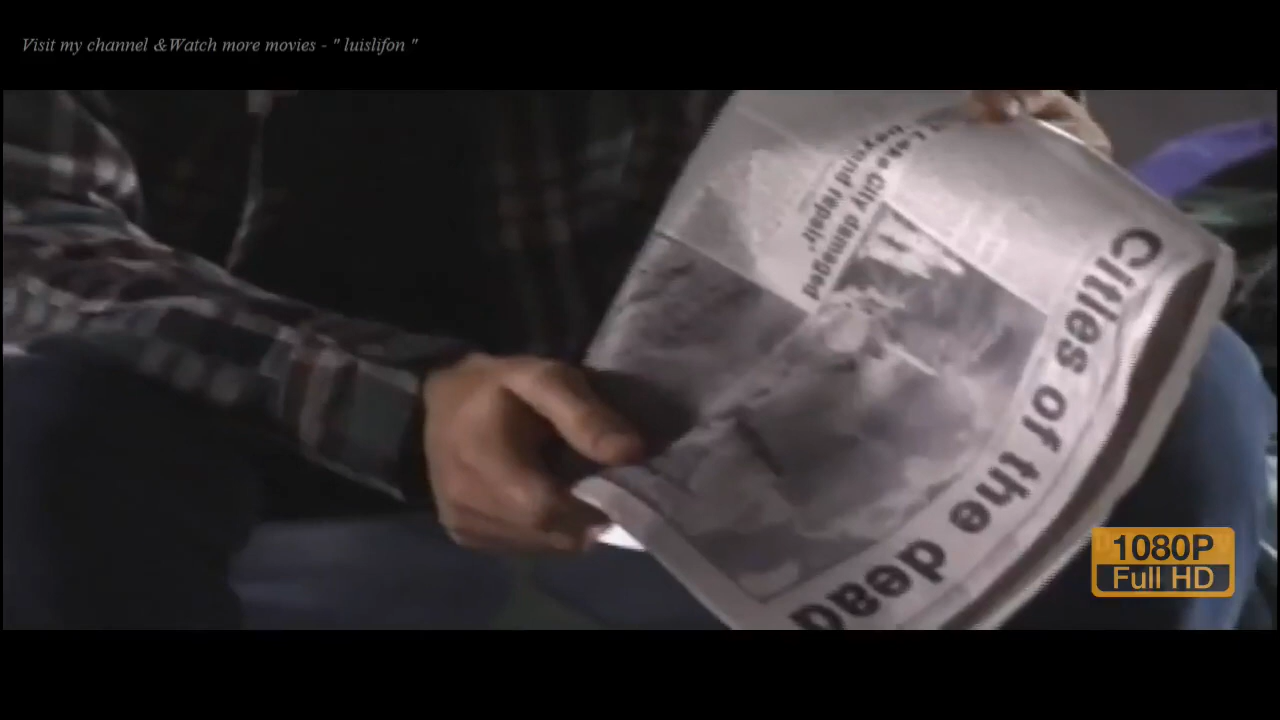 Visit my channel &Watch more movies - " luislifon "
Cities of the dead
Lake City damaged
beyond repair"
1080P
Full HD